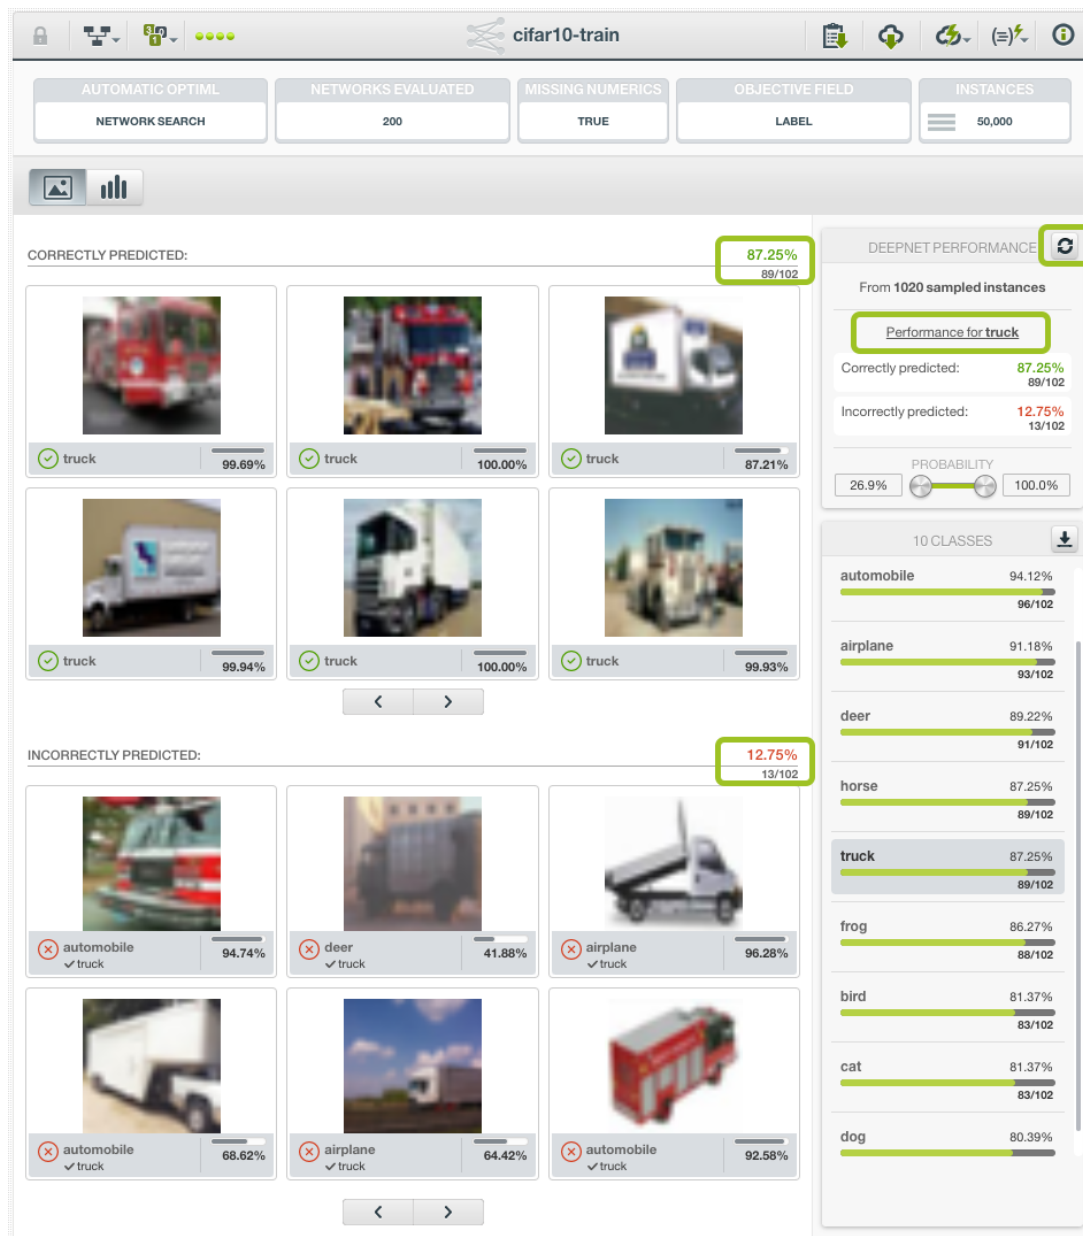 cifar10-train
AUTOMATIC OPTIML
NETWORK SEARCH
NETWORKS EVALUATED
200
MISSING NUMERICS
TRUE
OBJECTIVE FIELD
LABEL
INSTANCES
50,000
CORRECTLY PREDICTED:
87.25%
89/102
truck 99.69%
truck 100.00%
truck 87.21%
truck 99.94%
truck 100.00%
truck 99.93%
INCORRECTLY PREDICTED:
12.75%
13/102
automobile 94.74%
truck
deer 41.88%
truck
airplane 96.28%
truck
automobile 68.62%
truck
airplane 64.42%
truck
automobile 92.58%
truck
DEEPNET PERFORMANCE
From 1020 sampled instances
Performance for truck
Correctly predicted: 87.25%
89/102
Incorrectly predicted: 12.75%
13/102
PROBABILITY
26.9% 100.0%
10 CLASSES
automobile 94.12%
96/102
airplane 91.18%
93/102
deer 89.22%
91/102
horse 87.25%
89/102
truck 87.25%
89/102
frog 86.27%
88/102
bird 81.37%
83/102
cat 81.37%
83/102
dog 80.39%